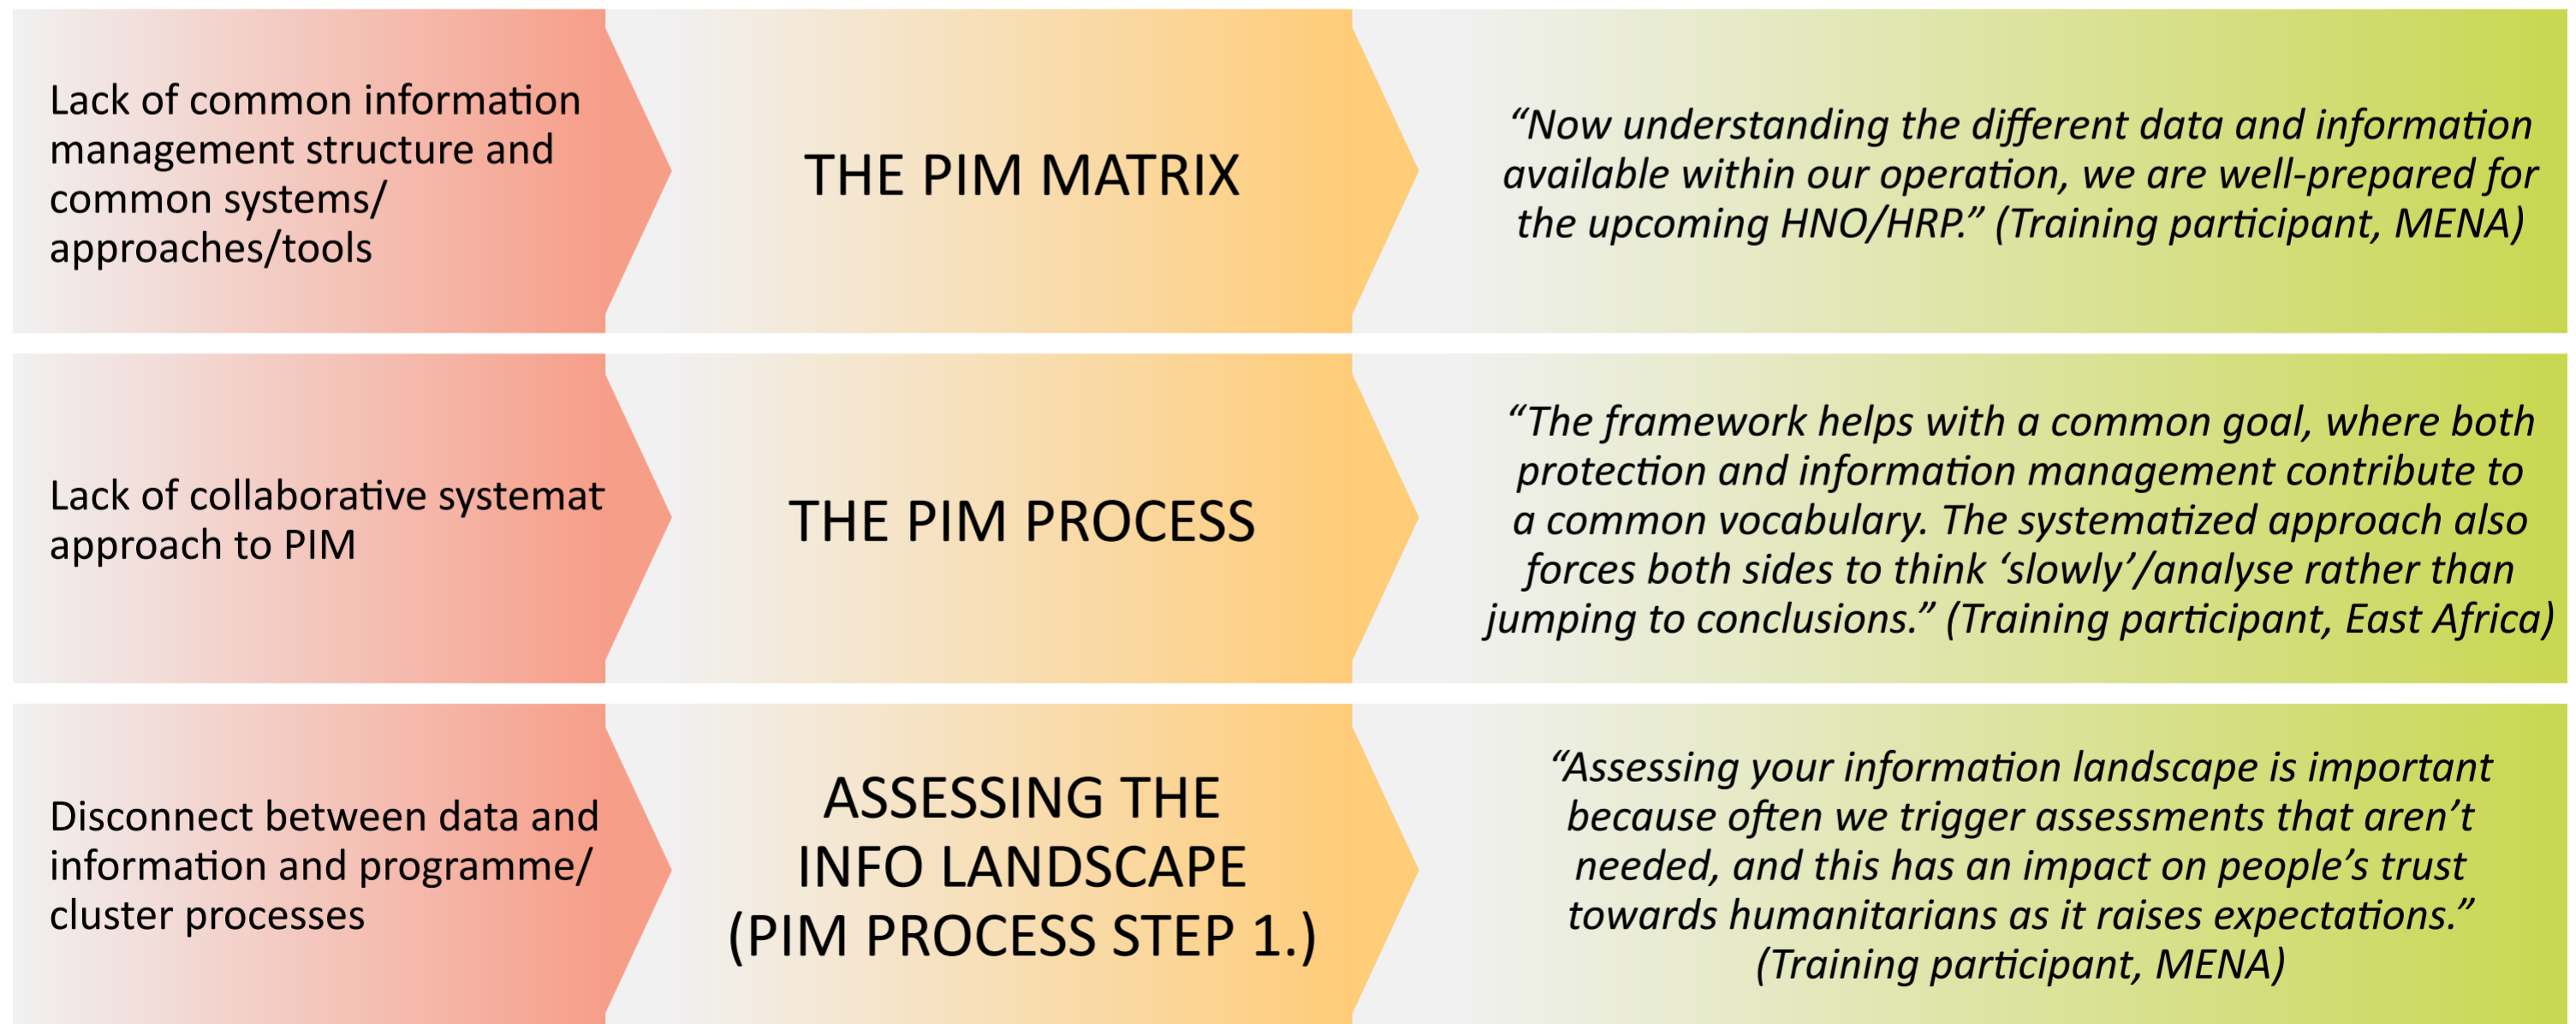 Lack of common information
management structure and
common systems/
approaches/tools
THE PIM MATRIX
“Now understanding the different data and information
available within our operation, we are well-prepared for
the upcoming HNO/HRP.” (Training participant, MENA)
Lack of collaborative systemat
approach to PIM
THE PIM PROCESS
“The framework helps with a common goal, where both
protection and information management contribute to
a common vocabulary. The systematized approach also
forces both sides to think ‘slowly’/analyse rather than
jumping to conclusions.” (Training participant, East Africa)
Disconnect between data and
information and programme/
cluster processes
ASSESSING THE
INFO LANDSCAPE
(PIM PROCESS STEP 1.)
“Assessing your information landscape is important
because often we trigger assessments that aren’t
needed, and this has an impact on people’s trust
towards humanitarians as it raises expectations.”
(Training participant, MENA)